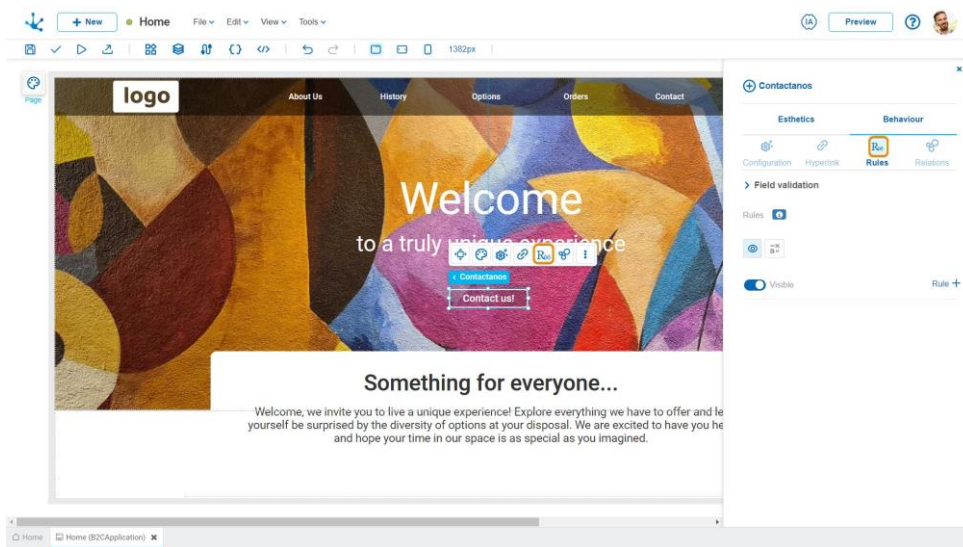 + New
Home
File
Edit
View
Tools
IA
Preview
?
1382px
Page
logo
About Us
History
Options
Orders
Contact
Welcome
to a truly unique experience
Contactanos
Contact us!
Something for everyone...
Welcome, we invite you to live a unique experience! Explore everything we have to offer and le
yourself be surprised by the diversity of options at your disposal. We are excited to have you he
and hope your time in our space is as special as you imagined.
Contactanos
Esthetics
Behaviour
Configuration
Hyperlink
Rules
Relations
Field validation
Rules
Visible
Rule +
Home
Home (B2CApplication)